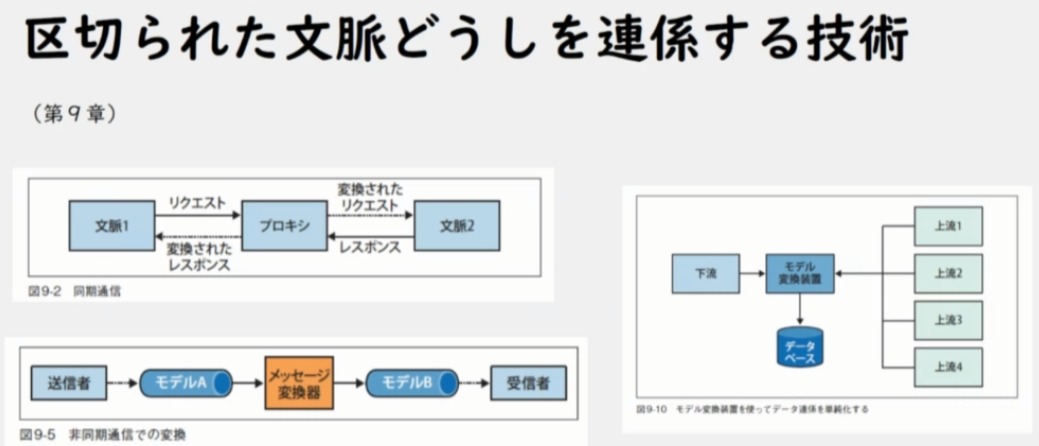 区切られた文脈どうしを連係する技術
（第９章）
文脈1
リクエスト
プロキシ
変換された
リクエスト
文脈2
変換された
レスポンス
レスポンス
図9-2 同期通信
送信者
モデルA
メッセージ
変換器
モデルB
受信者
図9-5 非同期通信での変換
下流
モデル
変換装置
データ
ベース
上流1
上流2
上流3
上流4
図9-10 モデル変換装置を使ってデータ連係を単純化する